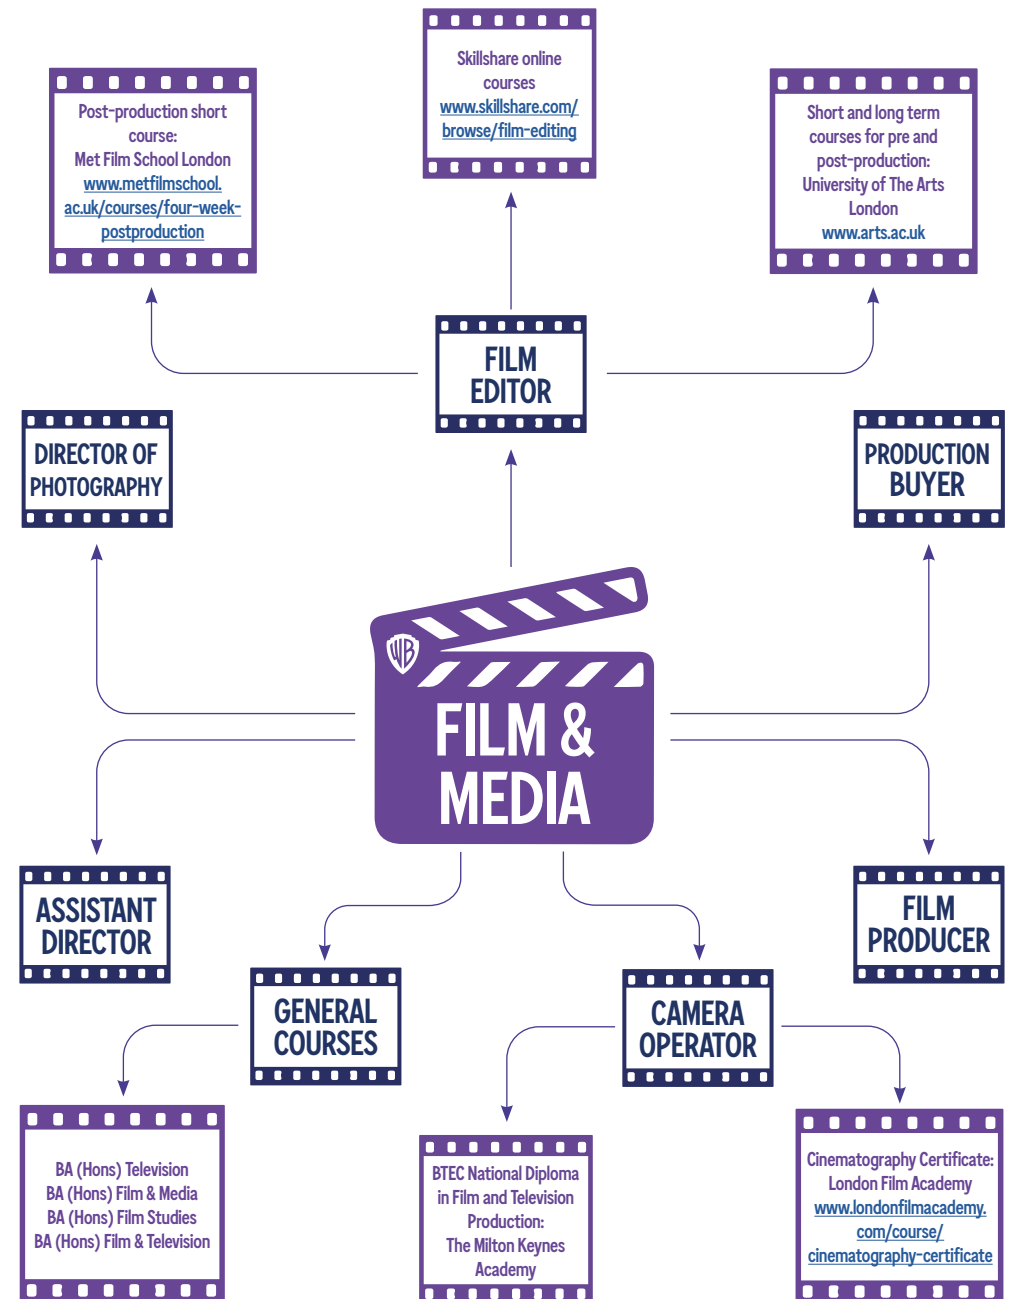 Skillshare online
courses
www.skillshare.com/
browse/film-editing
Post-production short
course:
Met Film School London
www.metfilmschool.
ac.uk/courses/four-week-
postproduction
Short and long term
courses for pre and
post-production:
University of The Arts
London
www.arts.ac.uk
FILM
EDITOR
DIRECTOR OF
PHOTOGRAPHY
PRODUCTION
BUYER
WB
FILM &
MEDIA
ASSISTANT
DIRECTOR
FILM
PRODUCER
GENERAL
COURSES
CAMERA
OPERATOR
BA (Hons) Television
BA (Hons) Film & Media
BA (Hons) Film Studies
BA (Hons) Film & Television
BTEC National Diploma
in Film and Television
Production:
The Milton Keynes
Academy
Cinematography Certificate:
London Film Academy
www.londonfilmacademy.
com/course/
cinematography-certificate